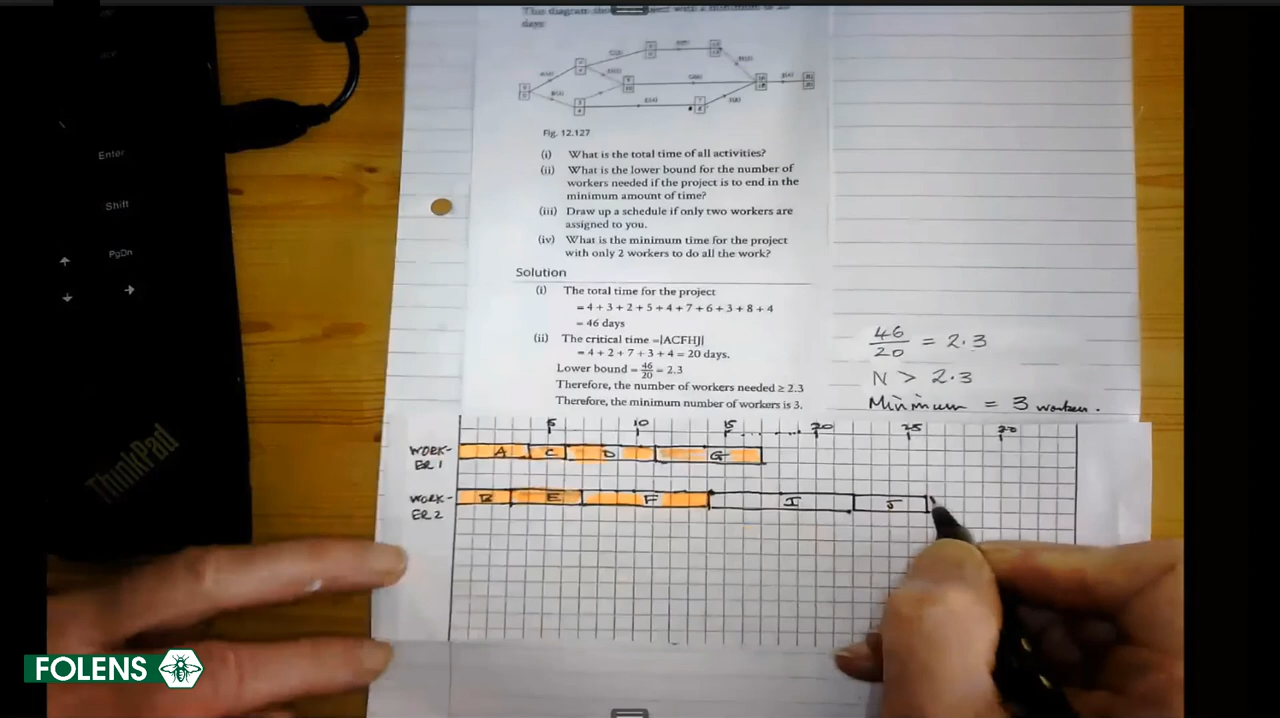 This diagram
days
Fig. 12.127
(i) What is the total time of all activities?
(ii) What is the lower bound for the number of
workers needed if the project is to end in the
minimum amount of time?
(iii) Draw up a schedule if only two workers are
assigned to you.
(iv) What is the minimum time for the project
with only 2 workers to do all the work?
Solution
(i) The total time for the project
= 4 + 3 + 2 + 5 + 4 + 7 + 6 + 3 + 8 + 4
= 46 days
(ii) The critical time =|ACFHJ|
= 4 + 2 + 7 + 3 + 4 = 20 days.
Lower bound = 46/20 = 2.3
Therefore, the number of workers needed ≥ 2.3
Therefore, the minimum number of workers is 3.
46/20 = 2.3
N > 2.3
Minimum = 3 workers.
5 10 15 20 25
WORK-
ER 1
A C D G
WORK-
ER 2
B E F I J
Enter
Shift
PgDn
ThinkPad
FOLENS